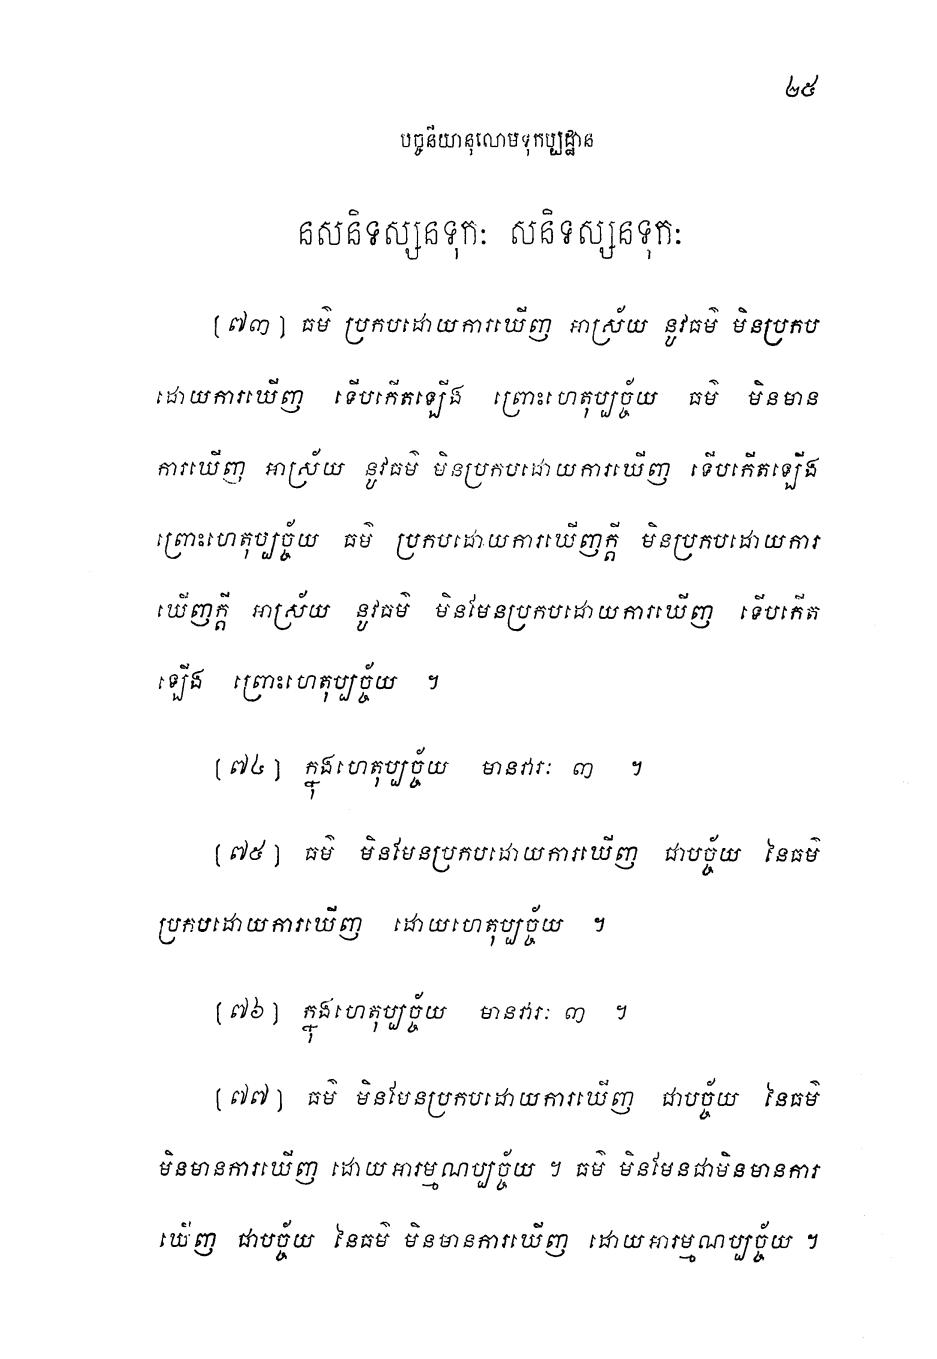 ២៥
បច្ចនីយានុលោមទុកប្បដ្ឋាន
នសនិទស្សនទុកៈ សនិទស្សនទុកៈ
(៧៣) ធម៌ ប្រកបដោយការឃើញ អាស្រ័យ នូវធម៌ មិនប្រកប
ដោយការឃើញ ទើបកើតឡើង ព្រោះហេតុប្បច្ច័យ ធម៌ មិនមាន
ការឃើញ អាស្រ័យ នូវធម៌ មិនប្រកបដោយការឃើញ ទើបកើតឡើង
ព្រោះហេតុប្បច្ច័យ ធម៌ ប្រកបដោយការឃើញក្តី មិនប្រកបដោយការ
ឃើញក្តី អាស្រ័យ នូវធម៌ មិនមែនប្រកបដោយការឃើញ ទើបកើត
ឡើង ព្រោះហេតុប្បច្ច័យ ។
(៧៤) ក្នុងហេតុប្បច្ច័យ មានវារៈ ៣ ។
(៧៥) ធម៌ មិនមែនប្រកបដោយការឃើញ ជាបច្ច័យ នៃធម៌
ប្រកបដោយការឃើញ ដោយហេតុប្បច្ច័យ ។
(៧៦) ក្នុងហេតុប្បច្ច័យ មានវារៈ ៣ ។
(៧៧) ធម៌ មិនមែនប្រកបដោយការឃើញ ជាបច្ច័យ នៃធម៌
មិនមានការឃើញ ដោយអារម្មណប្បច្ច័យ ។ ធម៌ មិនមែនជាមិនមានការ
ឃើញ ជាបច្ច័យ នៃធម៌ មិនមានការឃើញ ដោយអារម្មណប្បច្ច័យ ។